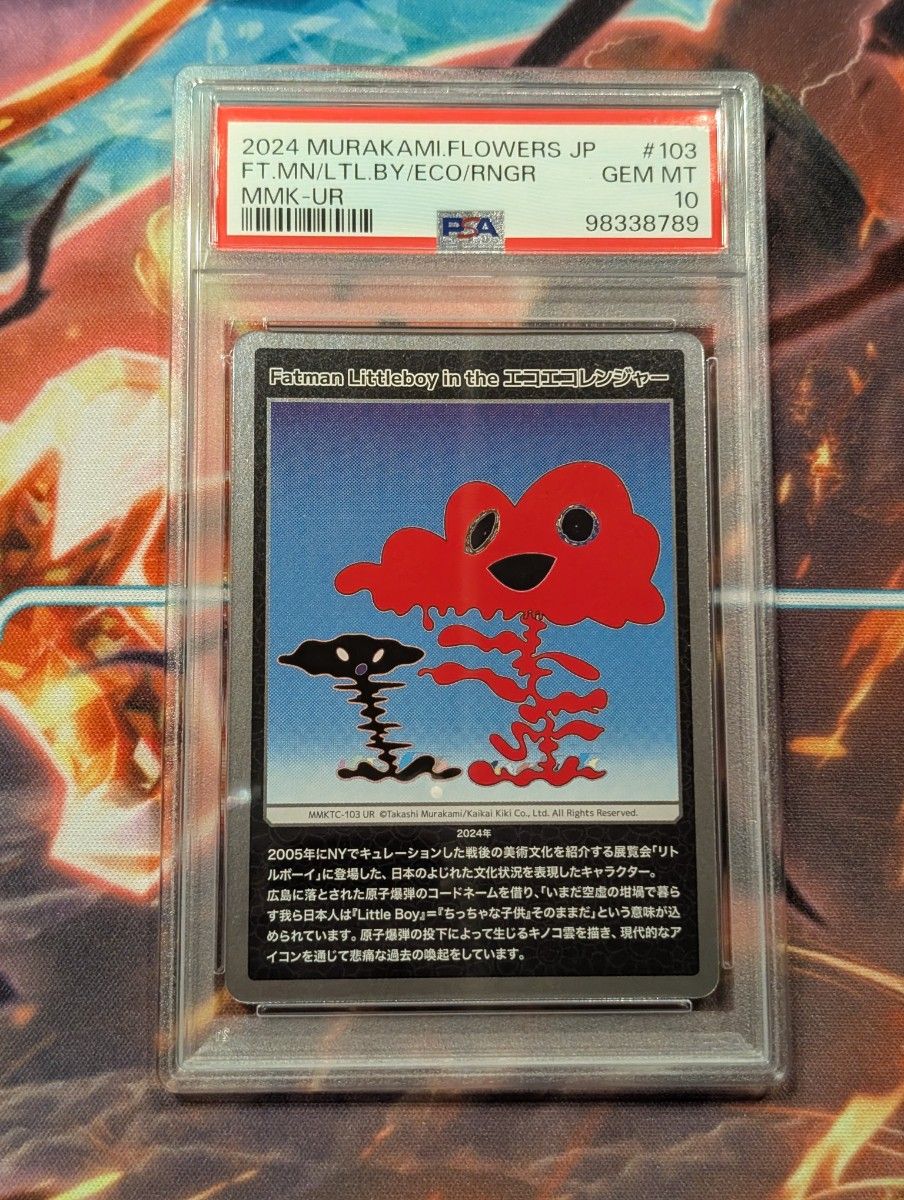 2024 MURAKAMI.FLOWERS JP #103
FT.MN/LTL.BY/ECO/RNGR GEM MT
MMK-UR 10
PSA 98338789
Fatman Littleboy in the エコエコレンジャー
MMKTC-103 UR ©Takashi Murakami/Kaikai Kiki Co., Ltd. All Rights Reserved.
2024年
2005年にNYでキュレーションした戦後の美術文化を紹介する展覧会「リト
ルボーイ」に登場した、日本のよじれた文化状況を表現したキャラクター。
広島に落とされた原子爆弾のコードネームを借り、「いまだ空虚の坩堝で暮ら
す我ら日本人は『Little Boy』＝『ちっちゃな子供』そのままだ」という意味が込
められています。原子爆弾の投下によって生じるキノコ雲を描き、現代的なア
イコンを通じて悲痛な過去の喚起をしています。